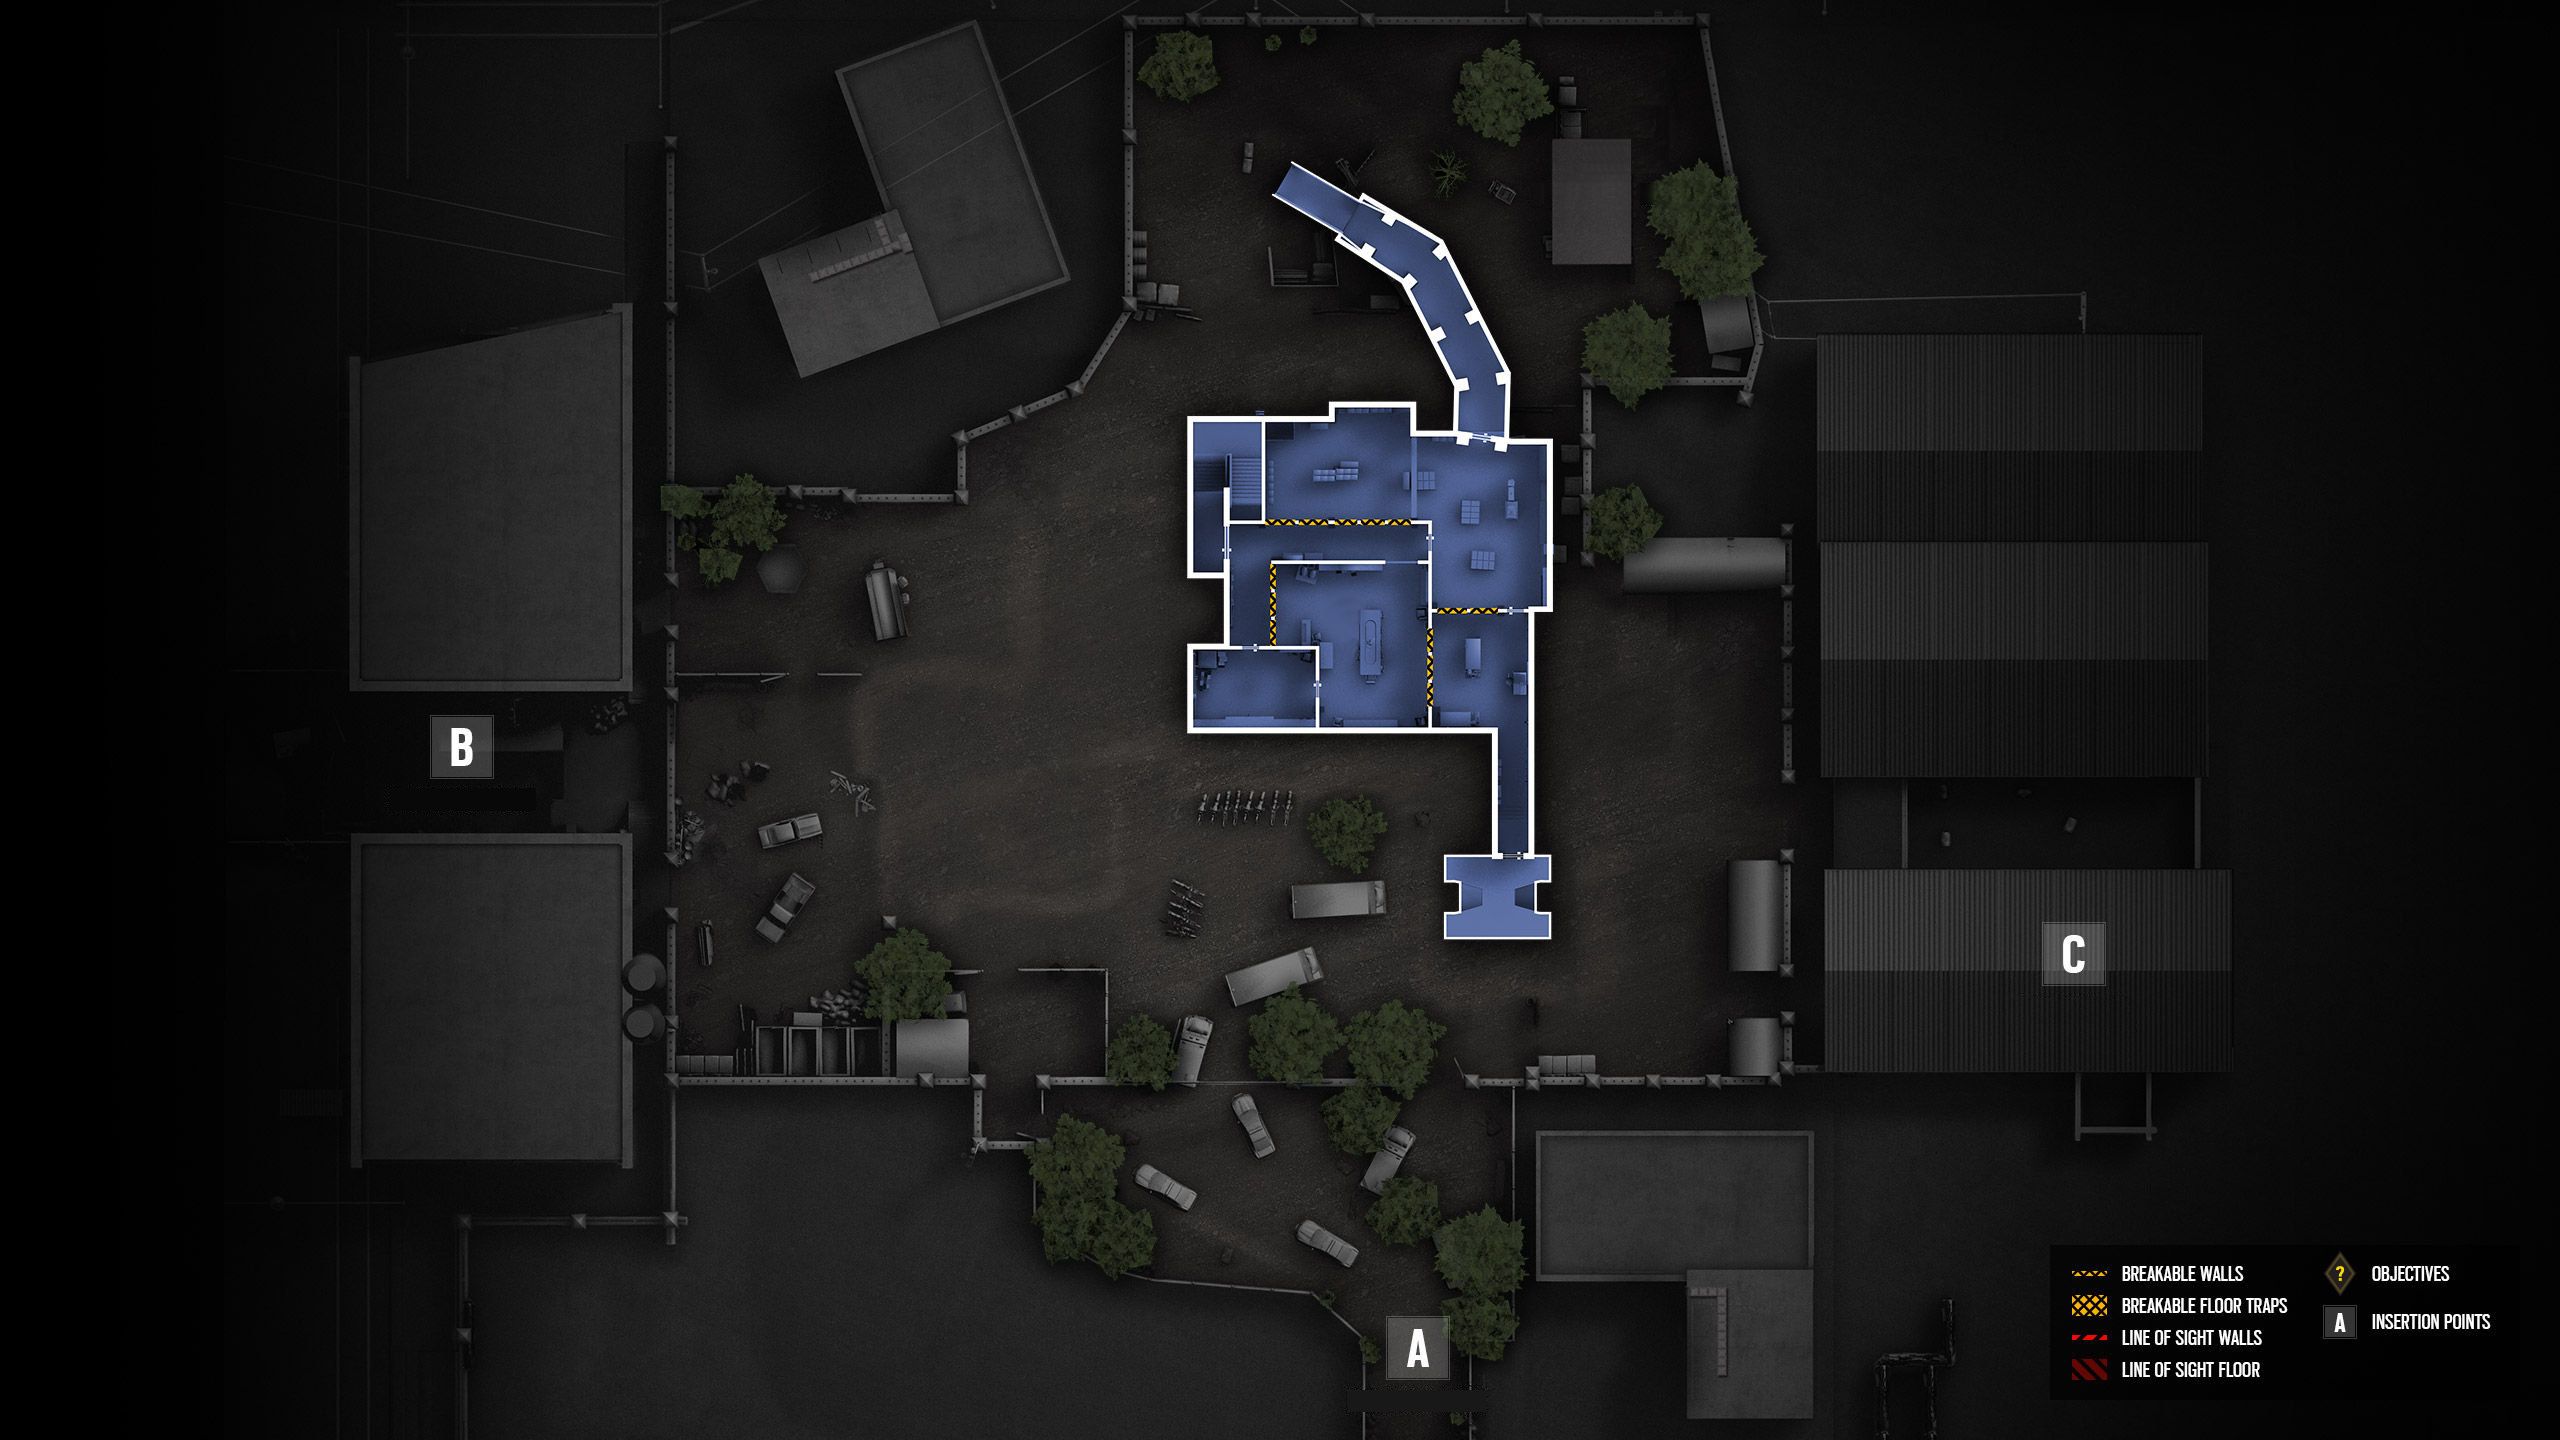 B
C
A
BREAKABLE WALLS
BREAKABLE FLOOR TRAPS
LINE OF SIGHT WALLS
LINE OF SIGHT FLOOR
? OBJECTIVES
A INSERTION POINTS